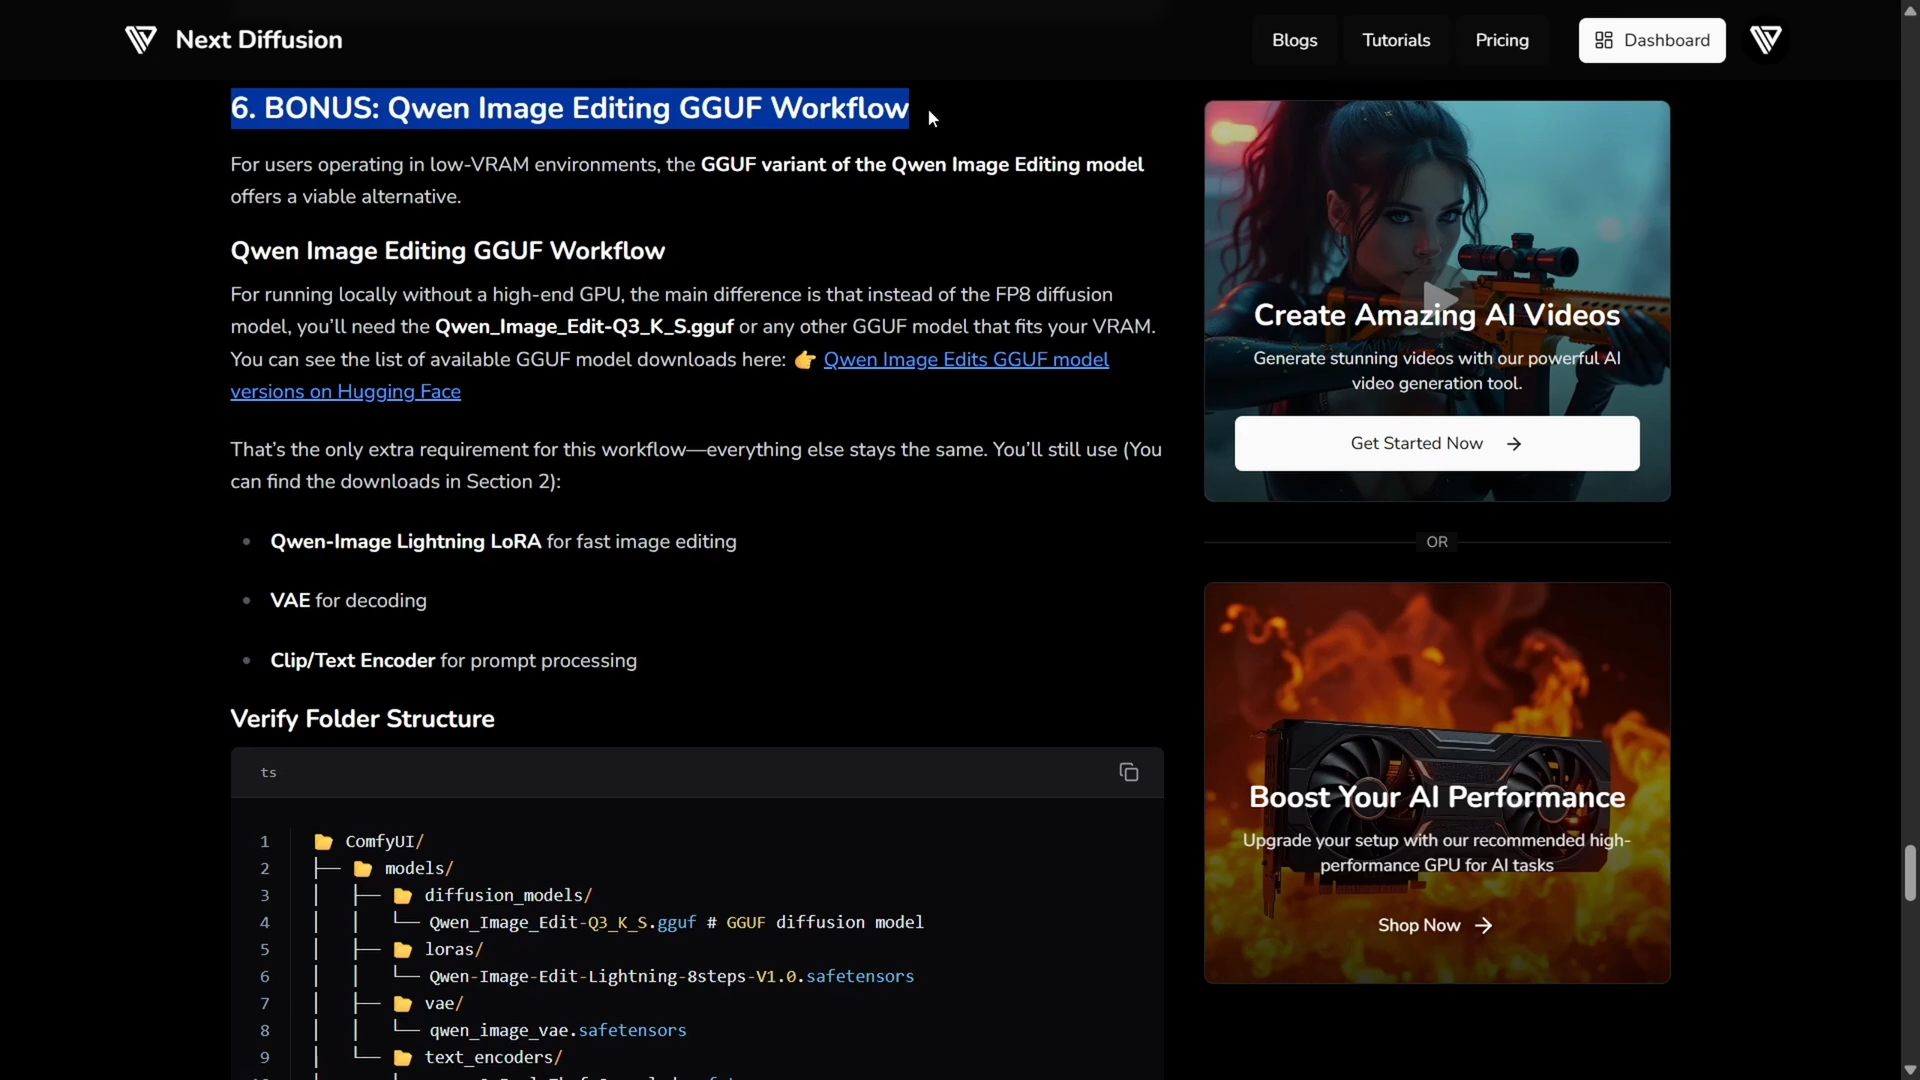 Next Diffusion
Blogs
Tutorials
Pricing
Dashboard
6. BONUS: Qwen Image Editing GGUF Workflow
For users operating in low-VRAM environments, the GGUF variant of the Qwen Image Editing model
offers a viable alternative.
Qwen Image Editing GGUF Workflow
For running locally without a high-end GPU, the main difference is that instead of the FP8 diffusion
model, you’ll need the Qwen_Image_Edit-Q3_K_S.gguf or any other GGUF model that fits your VRAM.
You can see the list of available GGUF model downloads here: 👉 Qwen Image Edits GGUF model
versions on Hugging Face
That’s the only extra requirement for this workflow—everything else stays the same. You’ll still use (You
can find the downloads in Section 2):
• Qwen-Image Lightning LoRA for fast image editing
• VAE for decoding
• Clip/Text Encoder for prompt processing
Verify Folder Structure
ts
1 📁 ComfyUI/
2 ├── 📁 models/
3 │ ├── 📁 diffusion_models/
4 │ │ └── Qwen_Image_Edit-Q3_K_S.gguf # GGUF diffusion model
5 │ ├── 📁 loras/
6 │ │ └── Qwen-Image-Edit-Lightning-8steps-V1.0.safetensors
7 │ ├── 📁 vae/
8 │ │ └── qwen_image_vae.safetensors
9 │ └── 📁 text_encoders/
Create Amazing AI Videos
Generate stunning videos with our powerful AI
video generation tool.
Get Started Now →
OR
Boost Your AI Performance
Upgrade your setup with our recommended high-
performance GPU for AI tasks
Shop Now →